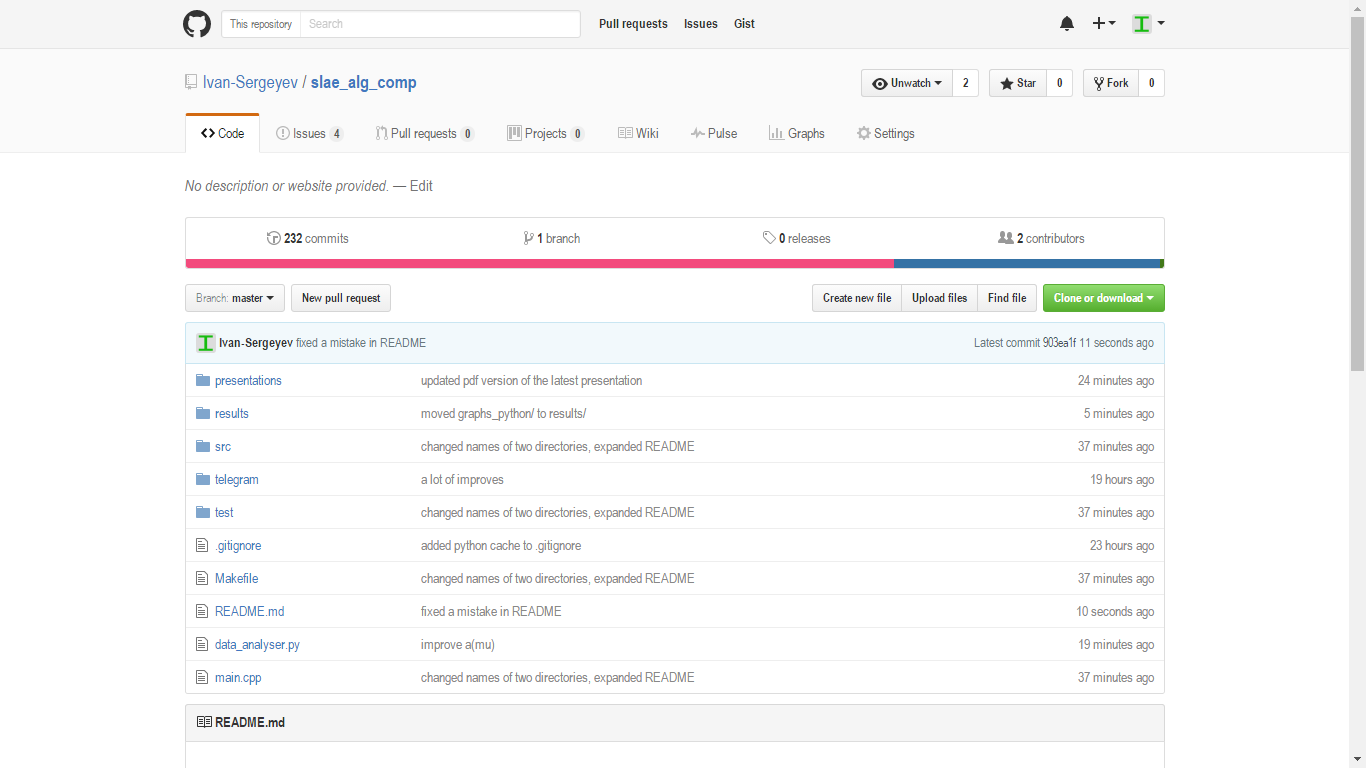 This repository Search Pull requests Issues Gist
Ivan-Sergeyev / slae_alg_comp Unwatch 2 Star 0 Fork 0
Code Issues 4 Pull requests 0 Projects 0 Wiki Pulse Graphs Settings
No description or website provided. — Edit
232 commits 1 branch 0 releases 2 contributors
Branch: master New pull request Create new file Upload files Find file Clone or download
Ivan-Sergeyev fixed a mistake in README Latest commit 903ea1f 11 seconds ago
presentations updated pdf version of the latest presentation 24 minutes ago
results moved graphs_python/ to results/ 5 minutes ago
src changed names of two directories, expanded README 37 minutes ago
telegram a lot of improves 19 hours ago
test changed names of two directories, expanded README 37 minutes ago
.gitignore added python cache to .gitignore 23 hours ago
Makefile changed names of two directories, expanded README 37 minutes ago
README.md fixed a mistake in README 10 seconds ago
data_analyser.py improve a(mu) 19 minutes ago
main.cpp changed names of two directories, expanded README 37 minutes ago
README.md